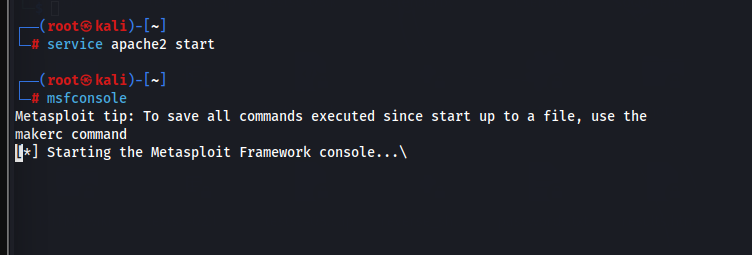 ┌──(root㉿kali)-[~]
└─# service apache2 start
┌──(root㉿kali)-[~]
└─# msfconsole
Metasploit tip: To save all commands executed since start up to a file, use the
makerc command
[*] Starting the Metasploit Framework console...\